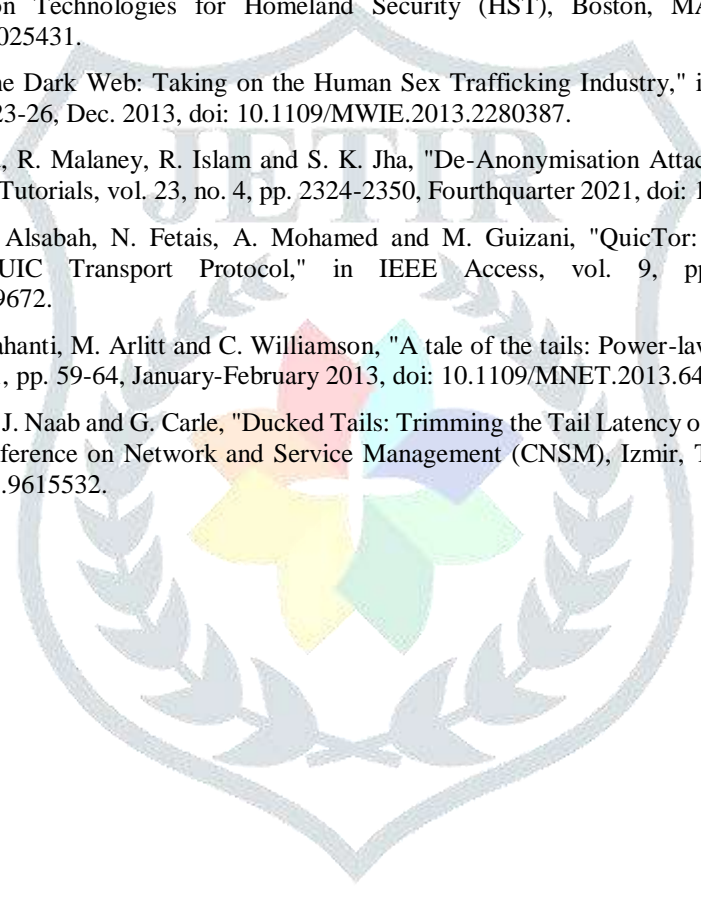 on Technologies for Homeland Security (HST), Boston, MA
025431.
he Dark Web: Taking on the Human Sex Trafficking Industry," i
23-26, Dec. 2013, doi: 10.1109/MWIE.2013.2280387.
, R. Malaney, R. Islam and S. K. Jha, "De-Anonymisation Attac
Tutorials, vol. 23, no. 4, pp. 2324-2350, Fourthquarter 2021, doi: 1
JETIR
Alsabah, N. Fetais, A. Mohamed and M. Guizani, "QuicTor:
UIC Transport Protocol," in IEEE Access, vol. 9, pp
9672.
ahanti, M. Arlitt and C. Williamson, "A tale of the tails: Power-law
, pp. 59-64, January-February 2013, doi: 10.1109/MNET.2013.64
J. Naab and G. Carle, "Ducked Tails: Trimming the Tail Latency o
ference on Network and Service Management (CNSM), Izmir, T
.9615532.